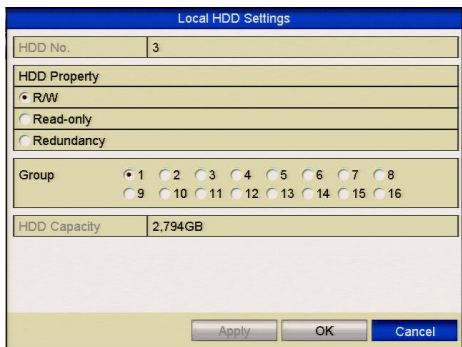 Local HDD Settings
HDD No. 3
HDD Property
R/W
Read-only
Redundancy
Group 1 2 3 4 5 6 7 8
9 10 11 12 13 14 15 16
HDD Capacity 2,794GB
Apply OK Cancel